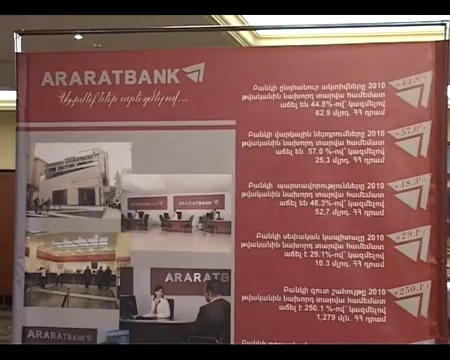 ARARATBANK
Արժեքներ ստեղծելով...
Բանկի ընդհանուր ակտիվները 2010
թվականին նախորդ տարվա համեմատ
աճել են 44.8%-ով՝ կազմելով
62,9 մլրդ. ՀՀ դրամ
+44.8%
Բանկի վարկային ներդրումները 2010
թվականին նախորդ տարվա համեմատ
աճել են 57.0 %-ով՝ կազմելով
25,3 մլրդ. ՀՀ դրամ
+57.0%
Բանկի պարտավորությունները 2010
թվականին նախորդ տարվա համեմատ
աճել են 48.3%-ով՝ կազմելով
52,7 մլրդ. ՀՀ դրամ
+48.3%
Բանկի սեփական կապիտալը 2010
թվականին նախորդ տարվա համեմատ
աճել է 29.1%-ով՝ կազմելով
10.3 մլրդ. ՀՀ դրամ
+29.1%
Բանկի զուտ շահույթը 2010
թվականին նախորդ տարվա համեմատ
աճել է 250.1 %-ով՝ կազմելով
1,279 մլն. ՀՀ դրամ
+250.1%
ARARATBANK
ARARATB
ARARATBANK